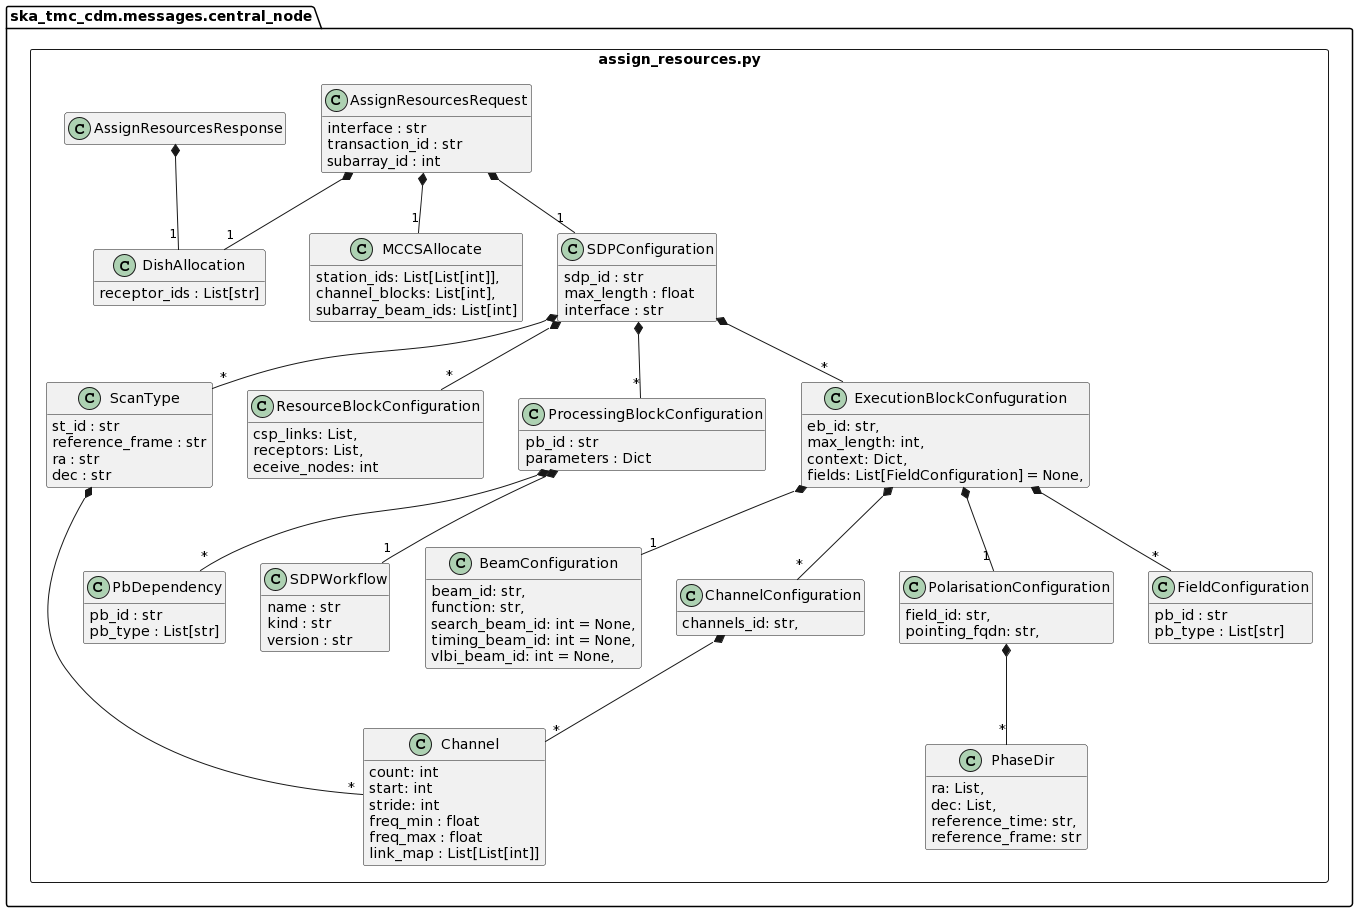 ska_tmc_cdm.messages.central_node
assign_resources.py
C AssignResourcesRequest
interface : str
transaction_id : str
subarray_id : int
C AssignResourcesResponse
1
1
1
1
C DishAllocation
receptor_ids : List[str]
C MCCSAllocate
station_ids: List[List[int]],
channel_blocks: List[int],
subarray_beam_ids: List[int]
C SDPConfiguration
sdp_id : str
max_length : float
interface : str
*
*
*
*
C ScanType
st_id : str
reference_frame : str
ra : str
dec : str
C ResourceBlockConfiguration
csp_links: List,
receptors: List,
eceive_nodes: int
C ProcessingBlockConfiguration
pb_id : str
parameters : Dict
C ExecutionBlockConfuguration
eb_id: str,
max_length: int,
context: Dict,
fields: List[FieldConfiguration] = None,
*
1
1
*
1
*
C PbDependency
pb_id : str
pb_type : List[str]
C SDPWorkflow
name : str
kind : str
version : str
C BeamConfiguration
beam_id: str,
function: str,
search_beam_id: int = None,
timing_beam_id: int = None,
vlbi_beam_id: int = None,
C ChannelConfiguration
channels_id: str,
C PolarisationConfiguration
field_id: str,
pointing_fqdn: str,
C FieldConfiguration
pb_id : str
pb_type : List[str]
*
*
*
C Channel
count: int
start: int
stride: int
freq_min : float
freq_max : float
link_map : List[List[int]]
C PhaseDir
ra: List,
dec: List,
reference_time: str,
reference_frame: str